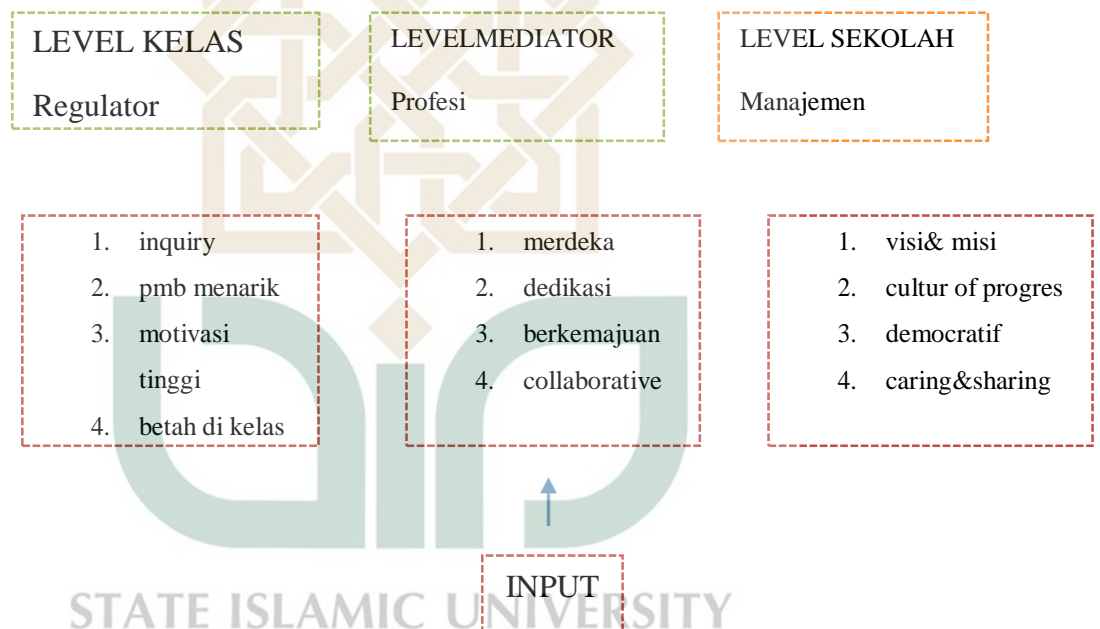 LEVEL KELAS
Regulator
LEVELMEDIATOR
Profesi
LEVEL SEKOLAH
Manajemen
1. inquiry
2. pmb menarik
3. motivasi
tinggi
4. betah di kelas
1. merdeka
2. dedikasi
3. berkemajuan
4. collaborative
1. visi& misi
2. cultur of progres
3. democratif
4. caring&sharing
INPUT
STATE ISLAMIC UNIVERSITY